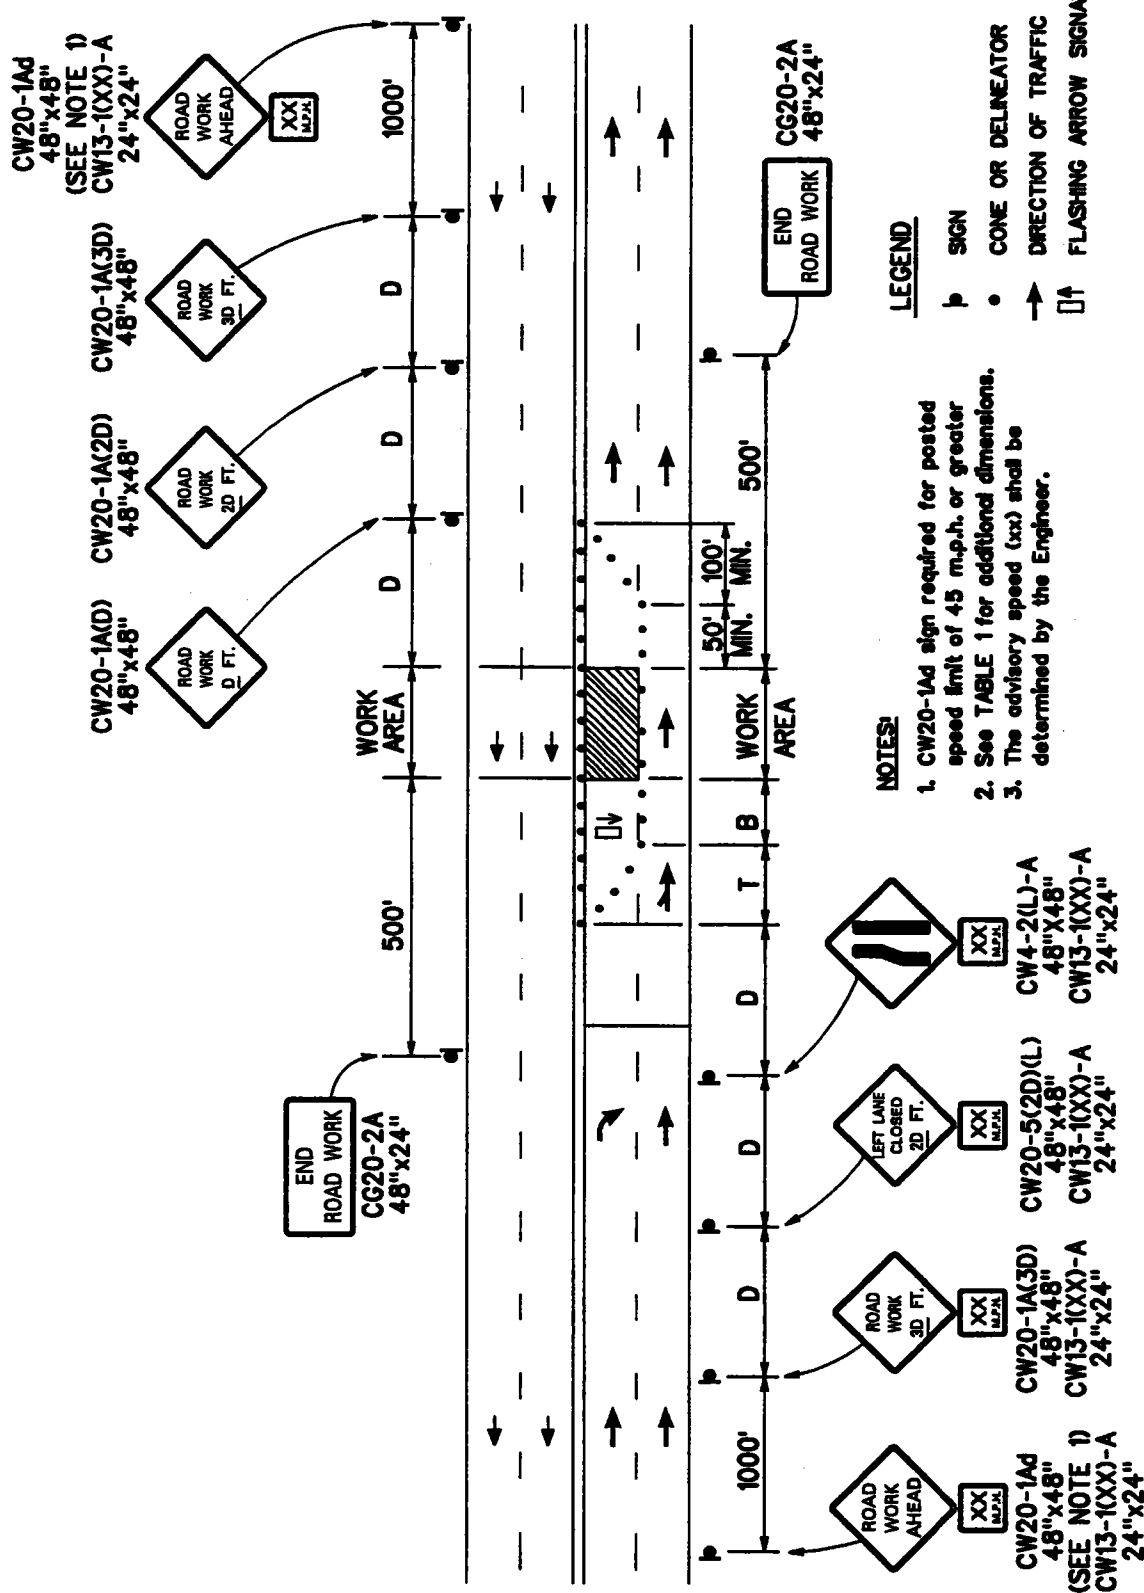 CW20-1A(D)
48"x48"
ROAD
WORK
D FT.
CW20-1A(2D)
48"x48"
ROAD
WORK
2D FT.
CW20-1A(3D)
48"x48"
ROAD
WORK
3D FT.
CW20-1Ad
48"x48"
(SEE NOTE 1)
CW13-1(XX)-A
24"x24"
ROAD
WORK
AHEAD
XX
M.P.H.
END
ROAD WORK
CG20-2A
48"x24"
500'
WORK
AREA
D
D
D
1000'
1000'
D
D
D
T
B
WORK
AREA
50'
MIN.
100'
MIN.
500'
END
ROAD WORK
CG20-2A
48"x24"
ROAD
WORK
AHEAD
XX
M.P.H.
CW20-1Ad
48"x48"
(SEE NOTE 1)
CW13-1(XX)-A
24"x24"
ROAD
WORK
3D FT.
XX
M.P.H.
CW20-1A(3D)
48"x48"
CW13-1(XX)-A
24"x24"
LEFT LANE
CLOSED
2D FT.
XX
M.P.H.
CW20-5(2D)(L)
48"x48"
CW13-1(XX)-A
24"x24"
XX
M.P.H.
CW4-2(L)-A
48"X48"
CW13-1(XX)-A
24"x24"
NOTES:
1. CW20-1Ad sign required for posted
speed limit of 45 m.p.h. or greater
2. See TABLE 1 for additional dimensions.
3. The advisory speed (xx) shall be
determined by the Engineer.
LEGEND
SIGN
CONE OR DELINEATOR
DIRECTION OF TRAFFIC
FLASHING ARROW SIGNA